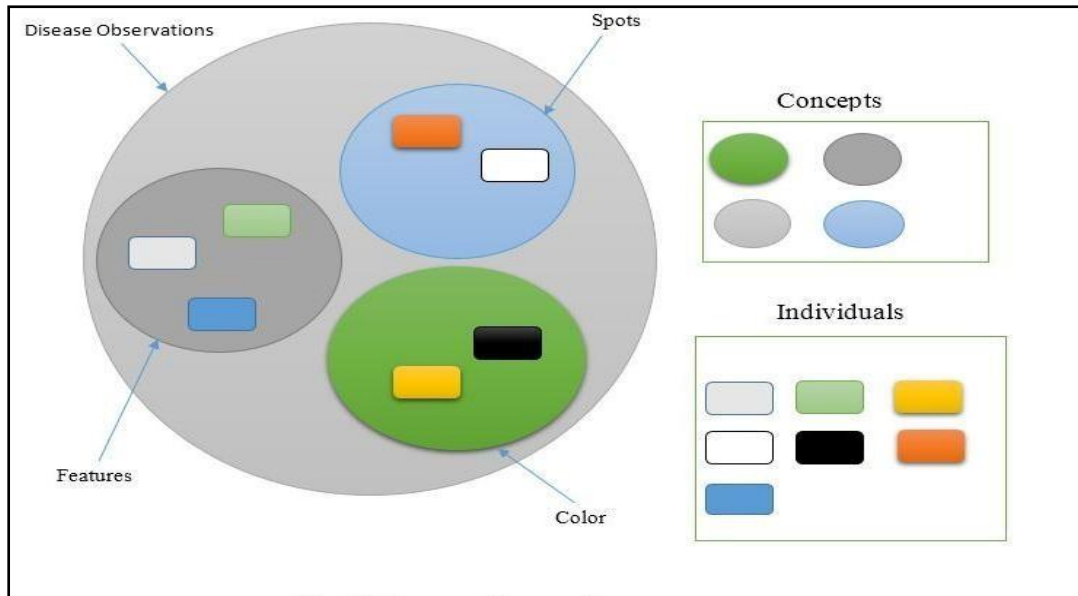 Disease Observations
Spots
Concepts
Individuals
Features
Color